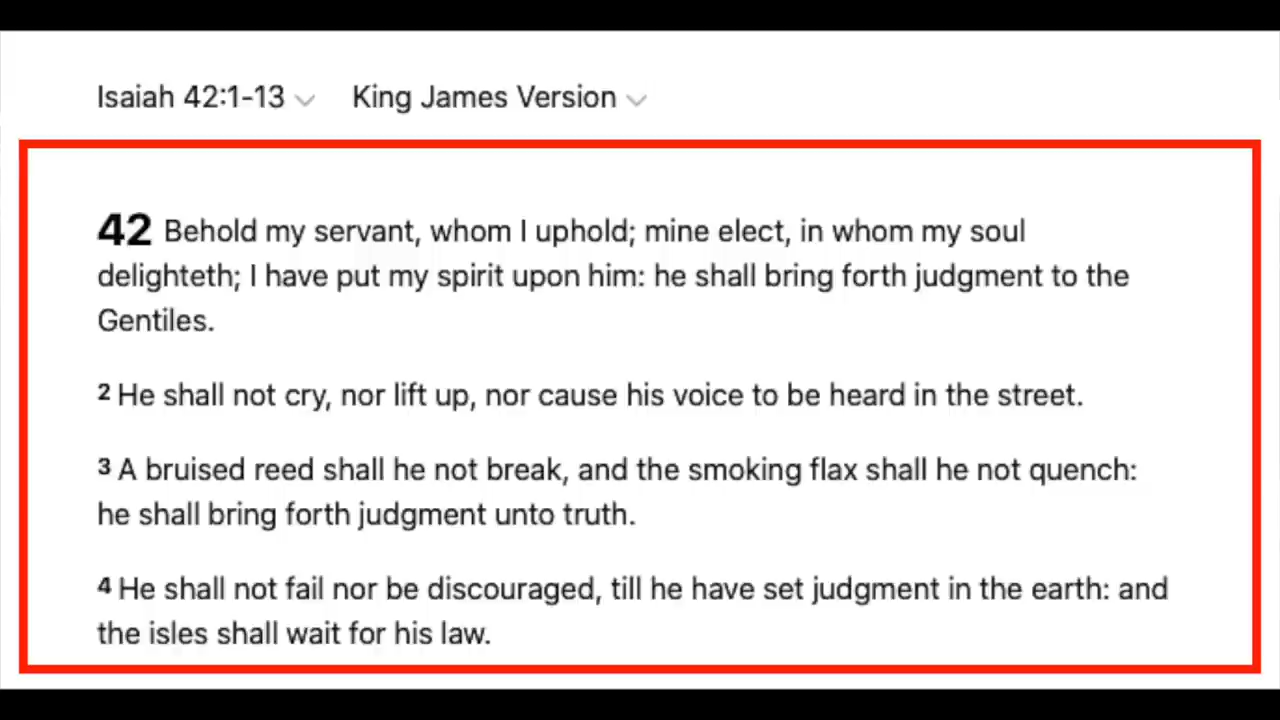 Isaiah 42:1-13 King James Version
42 Behold my servant, whom I uphold; mine elect, in whom my soul
delighteth; I have put my spirit upon him: he shall bring forth judgment to the
Gentiles.
2 He shall not cry, nor lift up, nor cause his voice to be heard in the street.
3 A bruised reed shall he not break, and the smoking flax shall he not quench:
he shall bring forth judgment unto truth.
4 He shall not fail nor be discouraged, till he have set judgment in the earth: and
the isles shall wait for his law.